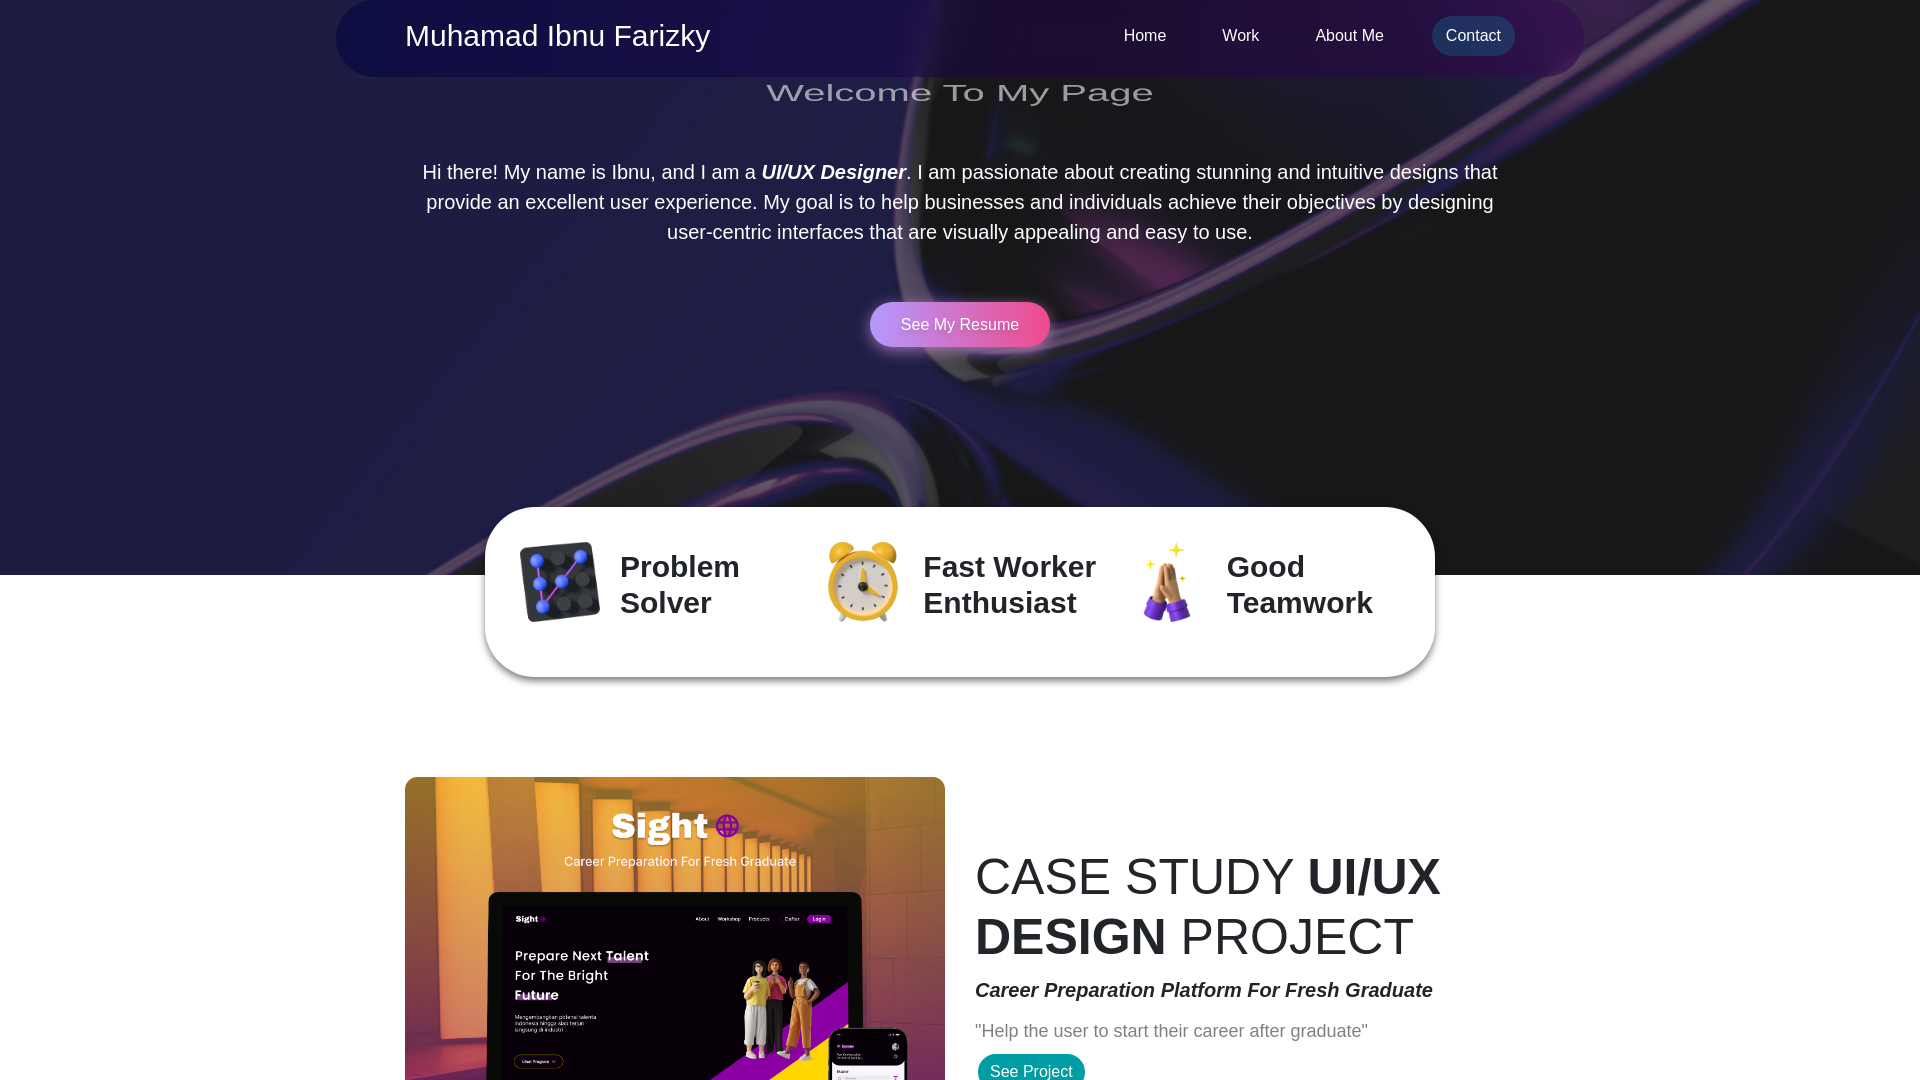 Muhamad Ibnu Farizky
Home
Work
About Me
Contact
Welcome To My Page
Hi there! My name is Ibnu, and I am a UI/UX Designer. I am passionate about creating stunning and intuitive designs that
provide an excellent user experience. My goal is to help businesses and individuals achieve their objectives by designing
user-centric interfaces that are visually appealing and easy to use.
See My Resume
Problem
Solver
Fast Worker
Enthusiast
Good
Teamwork
Sight
Career Preparation For Fresh Graduate
Sight
About
Workshop
Products
Daftar
Login
Prepare Next Talent
For The Bright
Future
Mengembangkan potensi talenta
indonesia hingga siap terjun
langsung di industri
Lihat Program
CASE STUDY UI/UX
DESIGN PROJECT
Career Preparation Platform For Fresh Graduate
"Help the user to start their career after graduate"
See Project